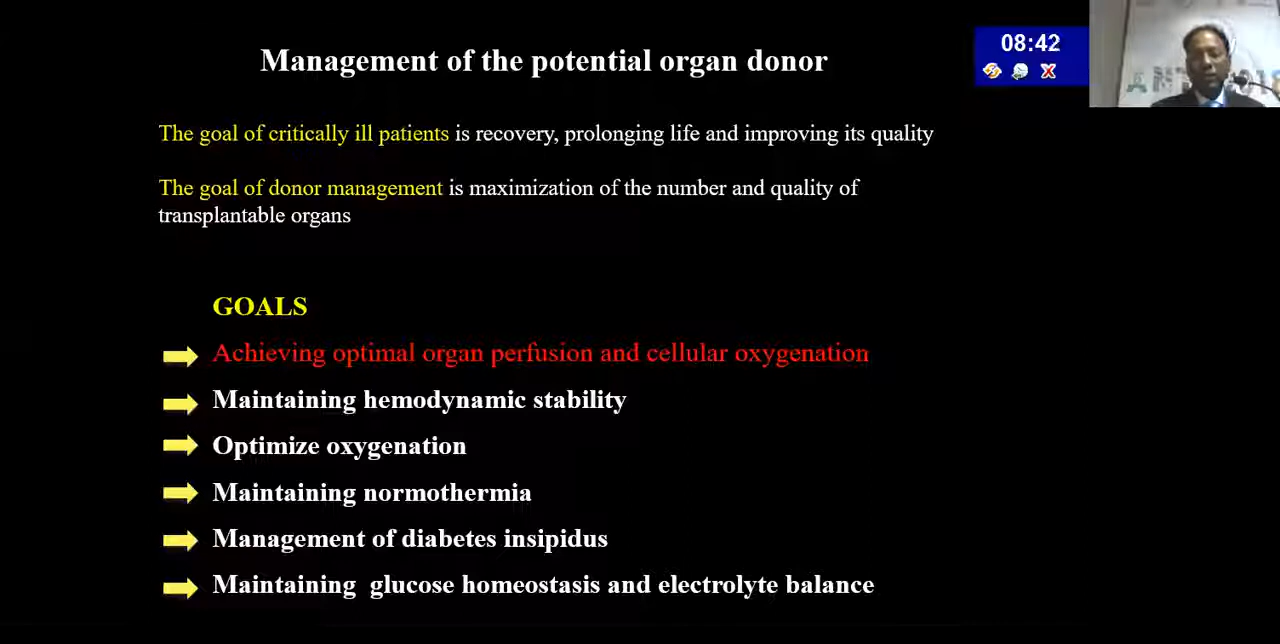 Management of the potential organ donor
08:42
The goal of critically ill patients is recovery, prolonging life and improving its quality
The goal of donor management is maximization of the number and quality of
transplantable organs
GOALS
Achieving optimal organ perfusion and cellular oxygenation
Maintaining hemodynamic stability
Optimize oxygenation
Maintaining normothermia
Management of diabetes insipidus
Maintaining glucose homeostasis and electrolyte balance